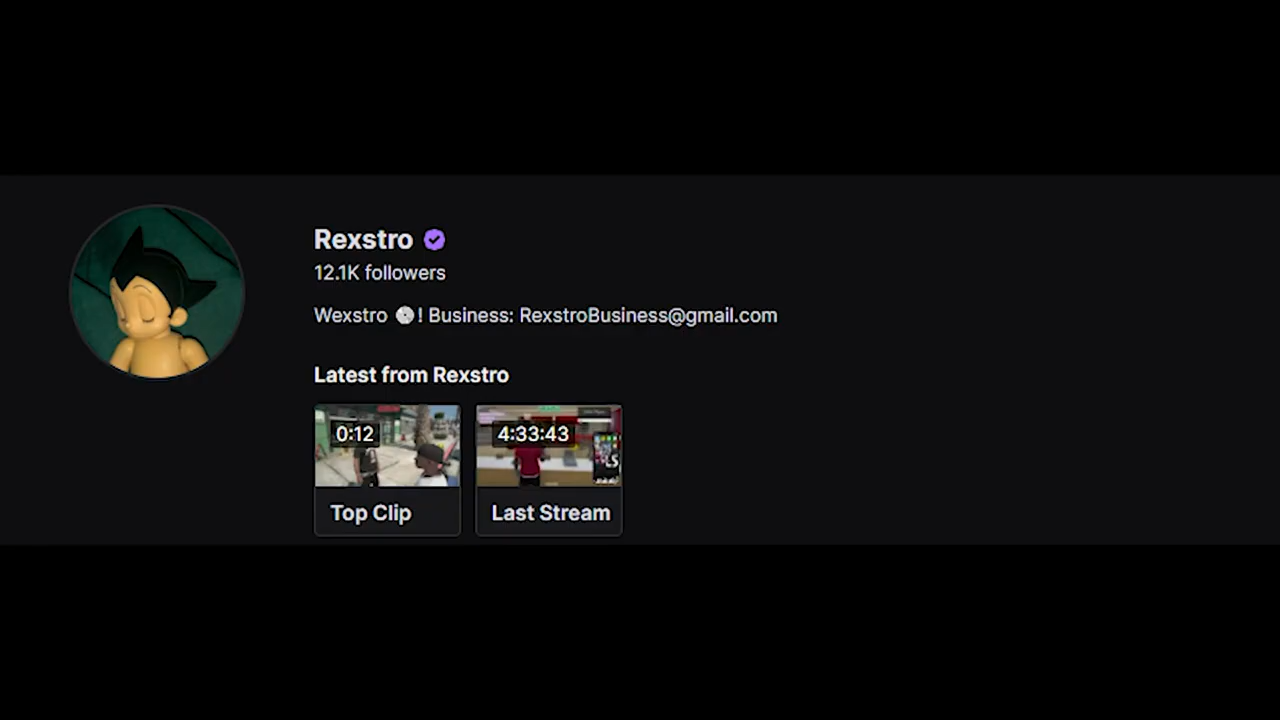 Rexstro
12.1K followers
Wexstro ! Business: RexstroBusiness@gmail.com
Latest from Rexstro
0:12
4:33:43
LS
Top Clip
Last Stream